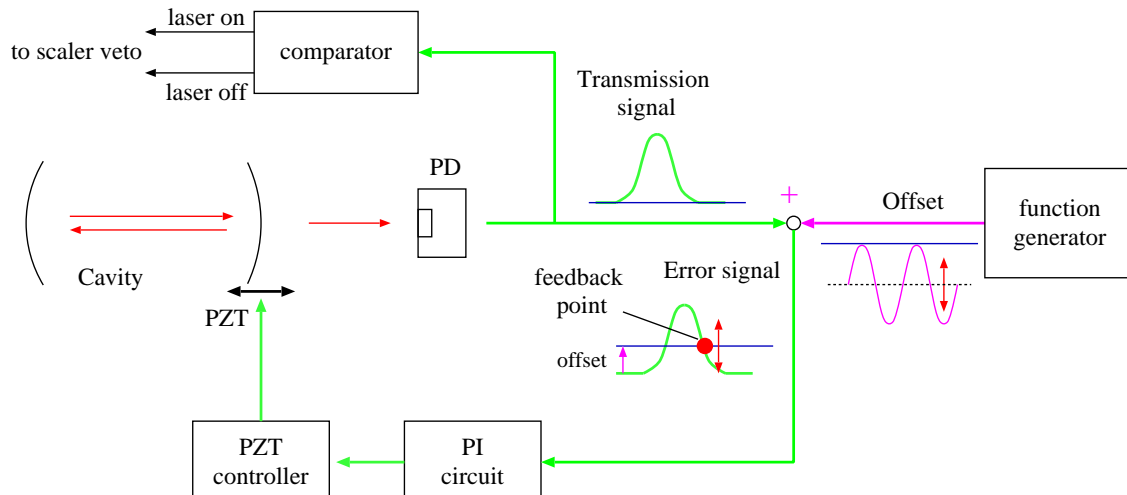 laser on
to scaler veto
comparator
laser off
Transmission
signal
PD
+
Offset
function
generator
Cavity
PZT
feedback
point
Error signal
offset
PZT
controller
PI
circuit